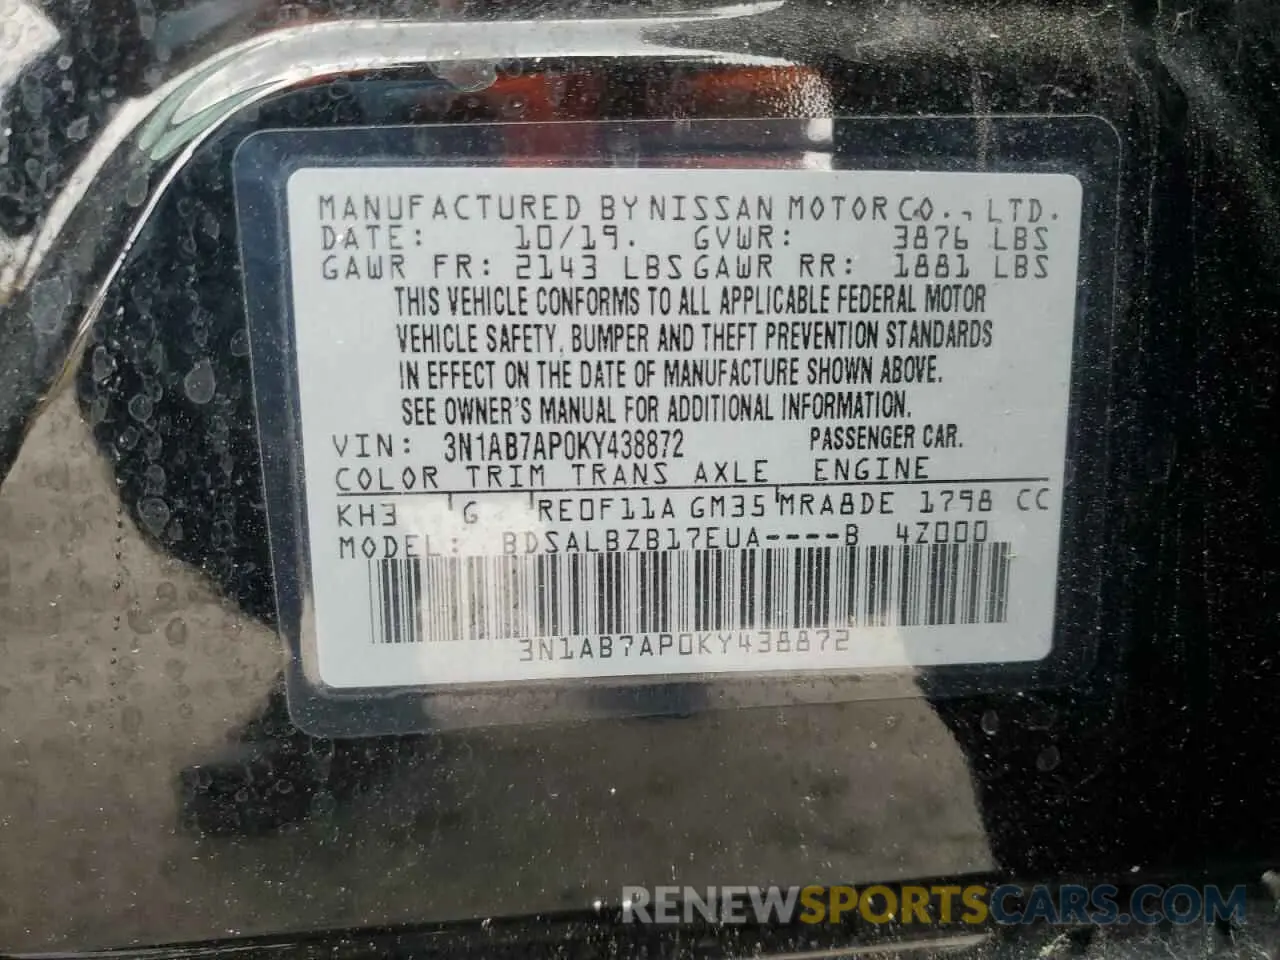 MANUFACTURED BY NISSAN MOTOR CO., LTD.
DATE: 10/19. GVWR: 3876 LBS
GAWR FR: 2143 LBS GAWR RR: 1881 LBS
THIS VEHICLE CONFORMS TO ALL APPLICABLE FEDERAL MOTOR
VEHICLE SAFETY, BUMPER AND THEFT PREVENTION STANDARDS
IN EFFECT ON THE DATE OF MANUFACTURE SHOWN ABOVE.
SEE OWNER'S MANUAL FOR ADDITIONAL INFORMATION.
VIN: 3N1AB7AP0KY438872 PASSENGER CAR.
COLOR TRIM TRANS AXLE ENGINE
KH3 G RE0F11A GM35 MRA8DE 1798 CC
MODEL: BDSALBZB17EUA----B 4Z000
3N1AB7AP0KY438872
RENEWSPORTSCARS.COM